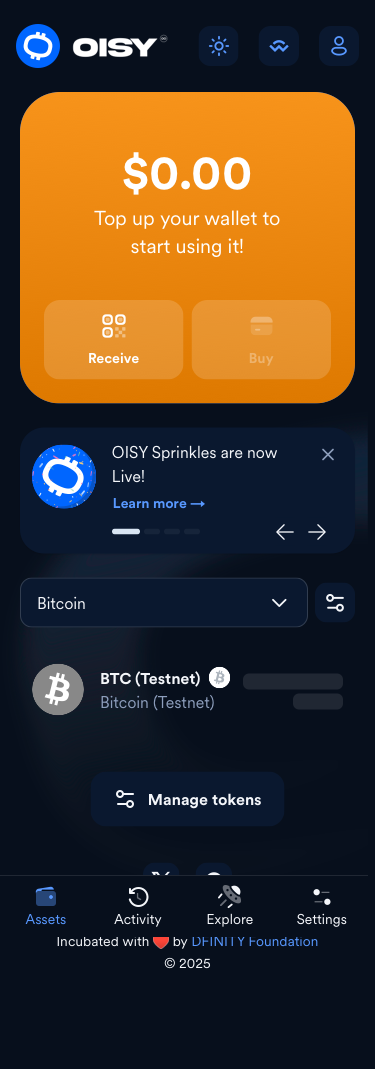 OISY
$0.00
Top up your wallet to
start using it!
Receive
Buy
OISY Sprinkles are now
Live!
Learn more →
Bitcoin
BTC (Testnet)
Bitcoin (Testnet)
Manage tokens
Assets
Activity
Explore
Settings
Incubated with ❤️ by DFINITY Foundation
© 2025